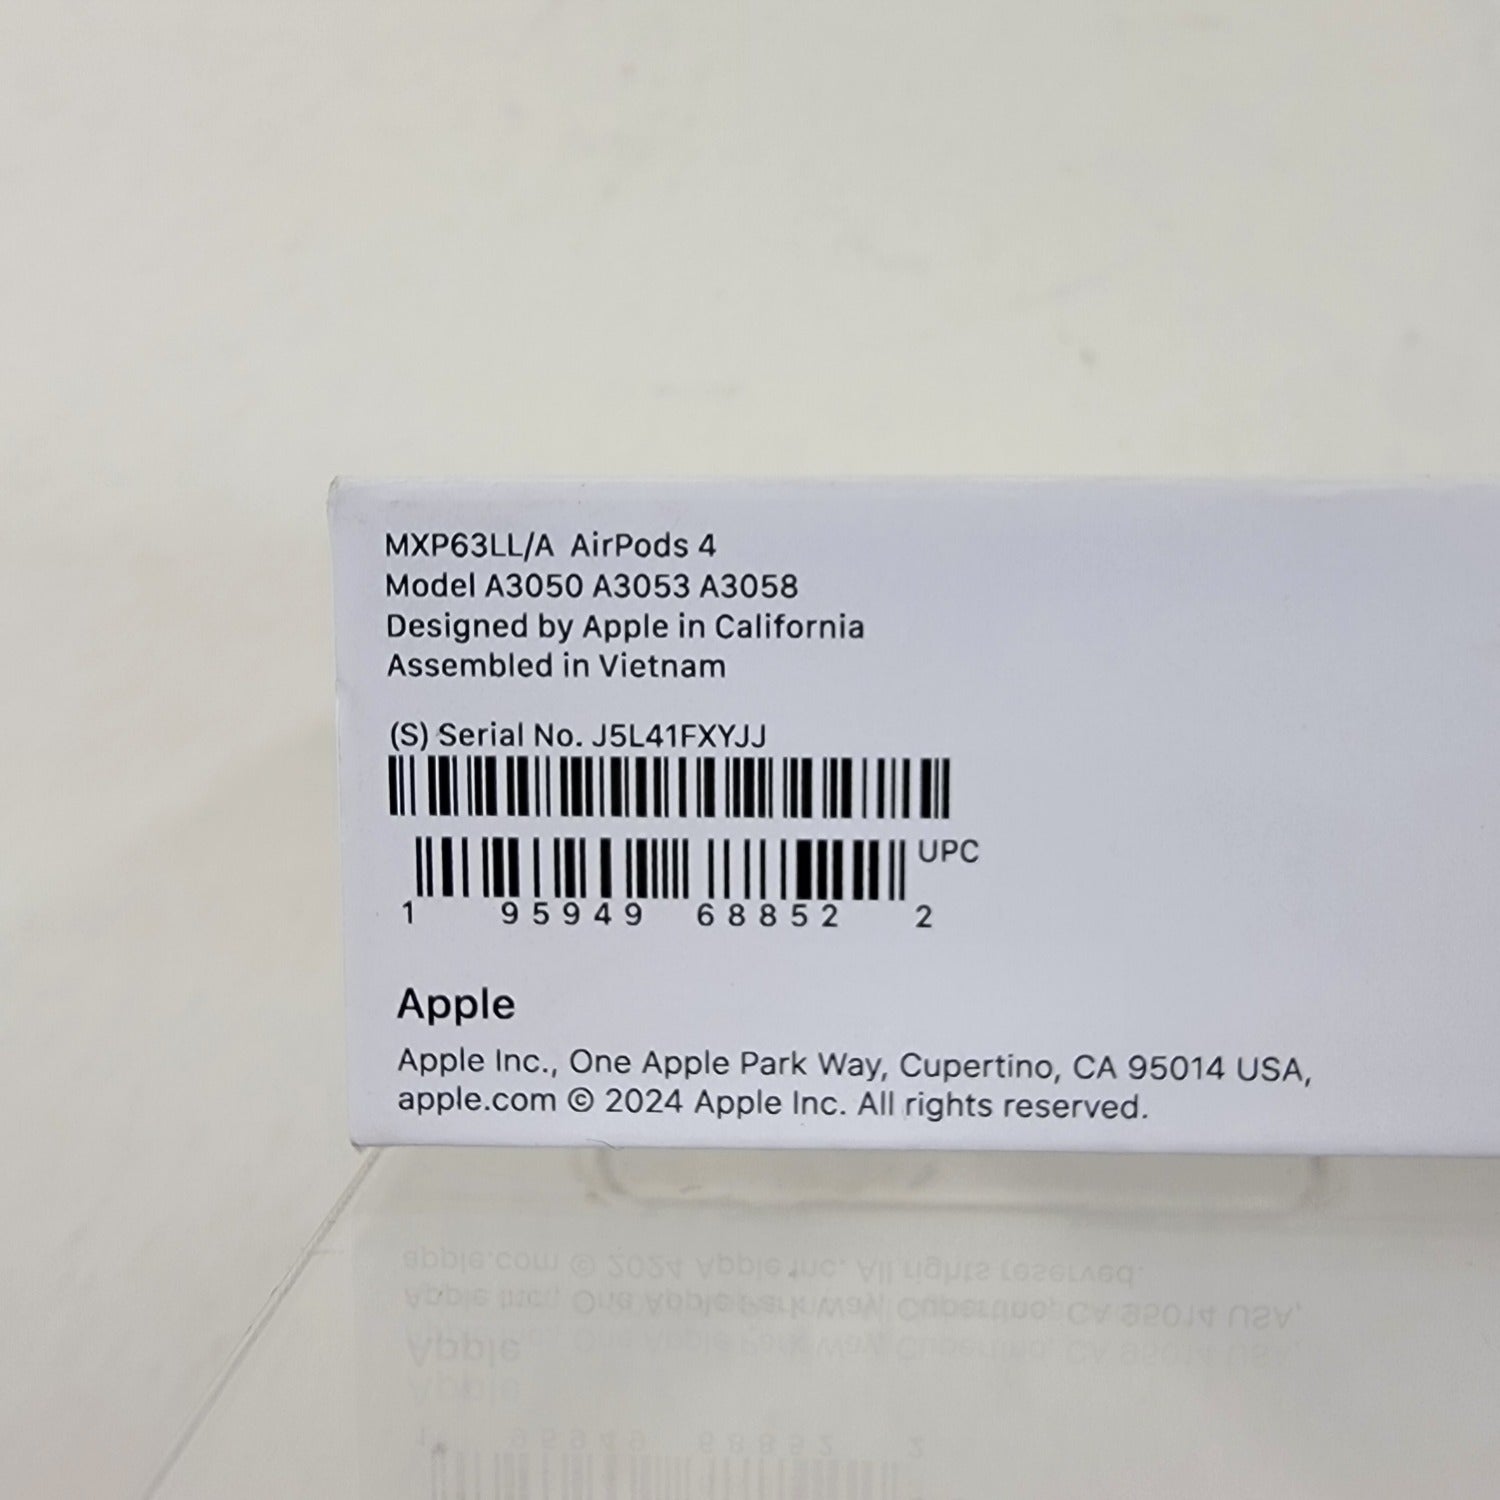 MXP63LL/A AirPods 4
Model A3050 A3053 A3058
Designed by Apple in California
Assembled in Vietnam
(S) Serial No. J5L41FXYJJ
UPC
1 95949 68852 2
Apple
Apple Inc., One Apple Park Way, Cupertino, CA 95014 USA,
apple.com © 2024 Apple Inc. All rights reserved.